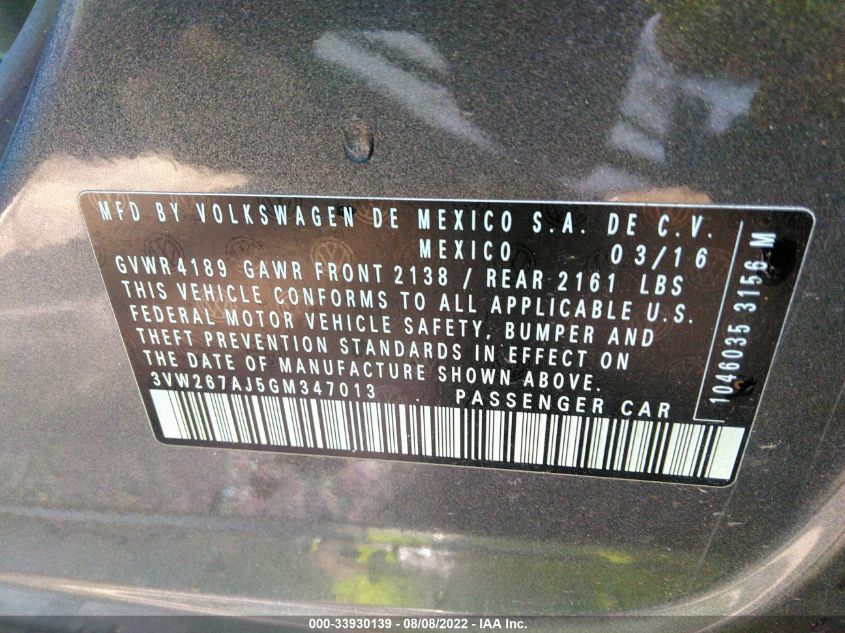 MFD BY VOLKSWAGEN DE MEXICO S.A. DE C.V.
MEXICO 03/16
GVWR 4189 GAWR FRONT 2138 / REAR 2161 LBS
THIS VEHICLE CONFORMS TO ALL APPLICABLE U.S.
FEDERAL MOTOR VEHICLE SAFETY, BUMPER AND
THEFT PREVENTION STANDARDS IN EFFECT ON
THE DATE OF MANUFACTURE SHOWN ABOVE.
3VW267AJ5GM347013 PASSENGER CAR
1046035 3156 M
000-33930139 - 08/08/2022 - IAA Inc.